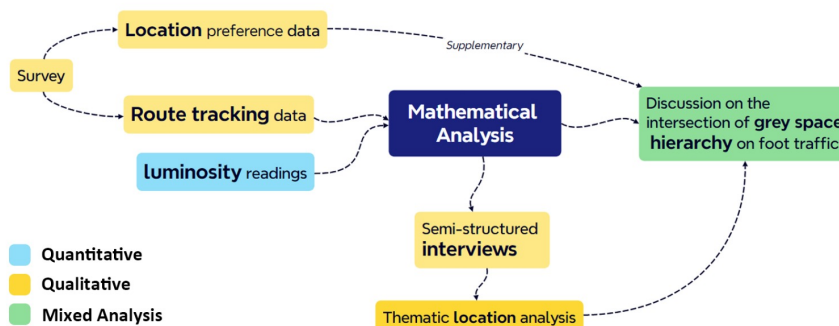 Location preference data
Supplementary
Survey
Route tracking data
Mathematical
Analysis
Discussion on the
intersection of grey space
hierarchy on foot traffic
luminosity readings
Semi-structured
interviews
Quantitative
Qualitative
Mixed Analysis
Thematic location analysis